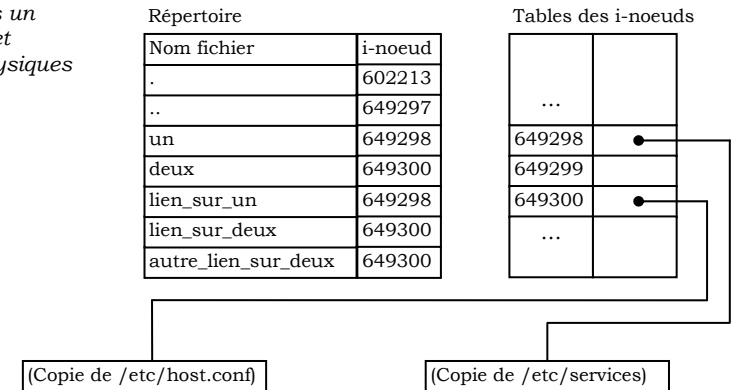 un
et
ysiques
Répertoire
Nom fichier i-noeud
. 602213
.. 649297
un 649298
deux 649300
lien_sur_un 649298
lien_sur_deux 649300
autre_lien_sur_deux 649300
Tables des i-noeuds
...
649298
649299
649300
...
(Copie de /etc/host.conf)
(Copie de /etc/services)